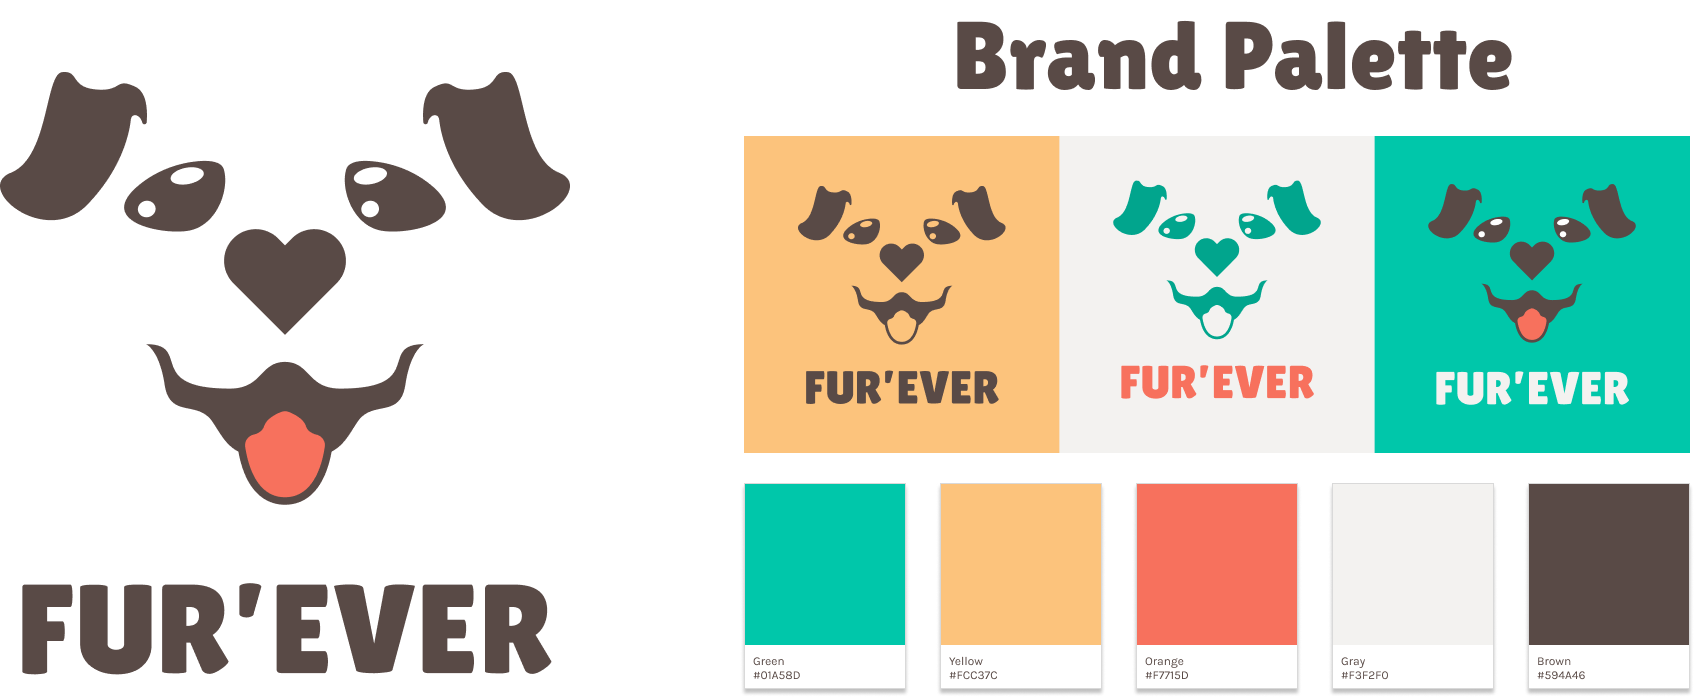 FUR'EVER
Brand Palette
FUR'EVER
FUR'EVER
FUR'EVER
Green
#01A58D
Yellow
#FCC37C
Orange
#F7715D
Gray
#F3F2F0
Brown
#594A46